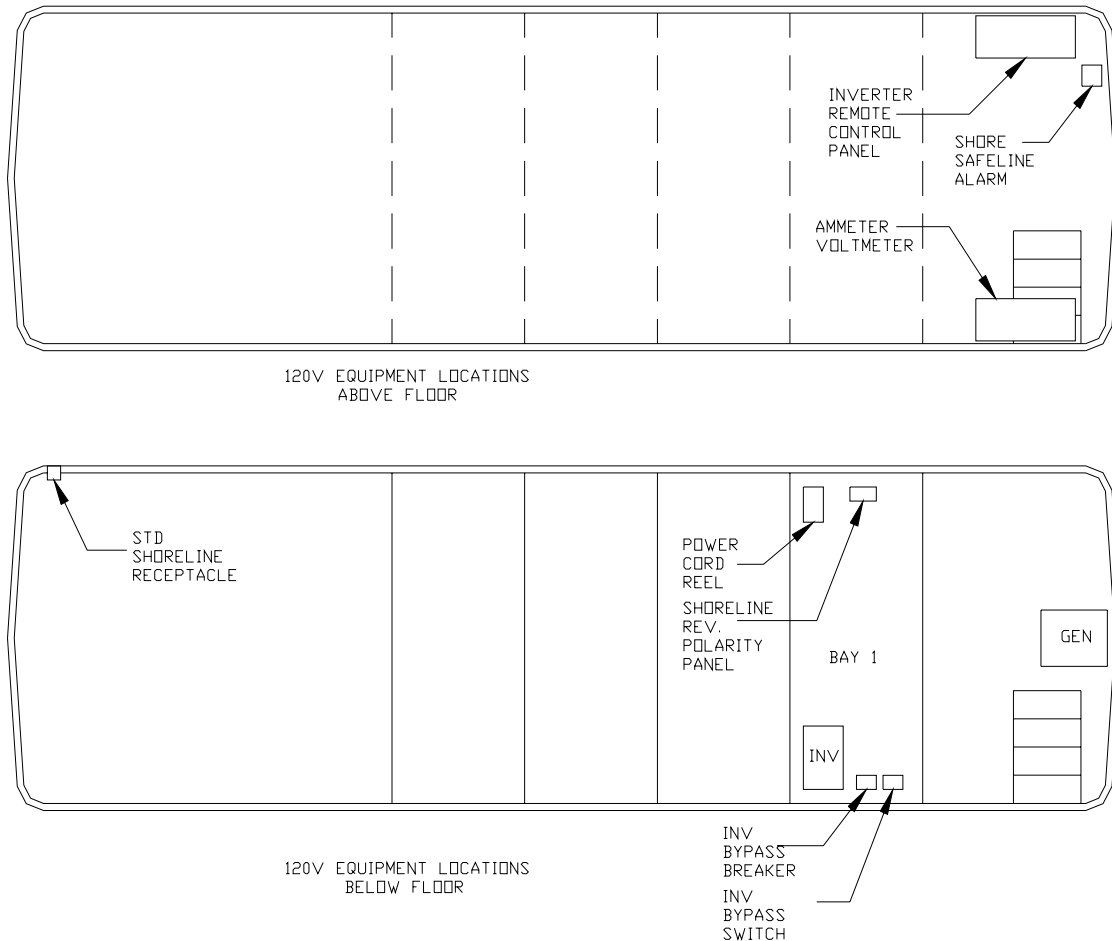 INVERTER
REMOTE
CONTROL
PANEL
SHORE
SAFELINE
ALARM
AMMETER
VOLTMETER
120V EQUIPMENT LOCATIONS
ABOVE FLOOR
STD
SHORELINE
RECEPTACLE
POWER
CORD
REEL
SHORELINE
REV.
POLARITY
PANEL
GEN
BAY 1
INV
INV
BYPASS
BREAKER
INV
BYPASS
SWITCH
120V EQUIPMENT LOCATIONS
BELOW FLOOR